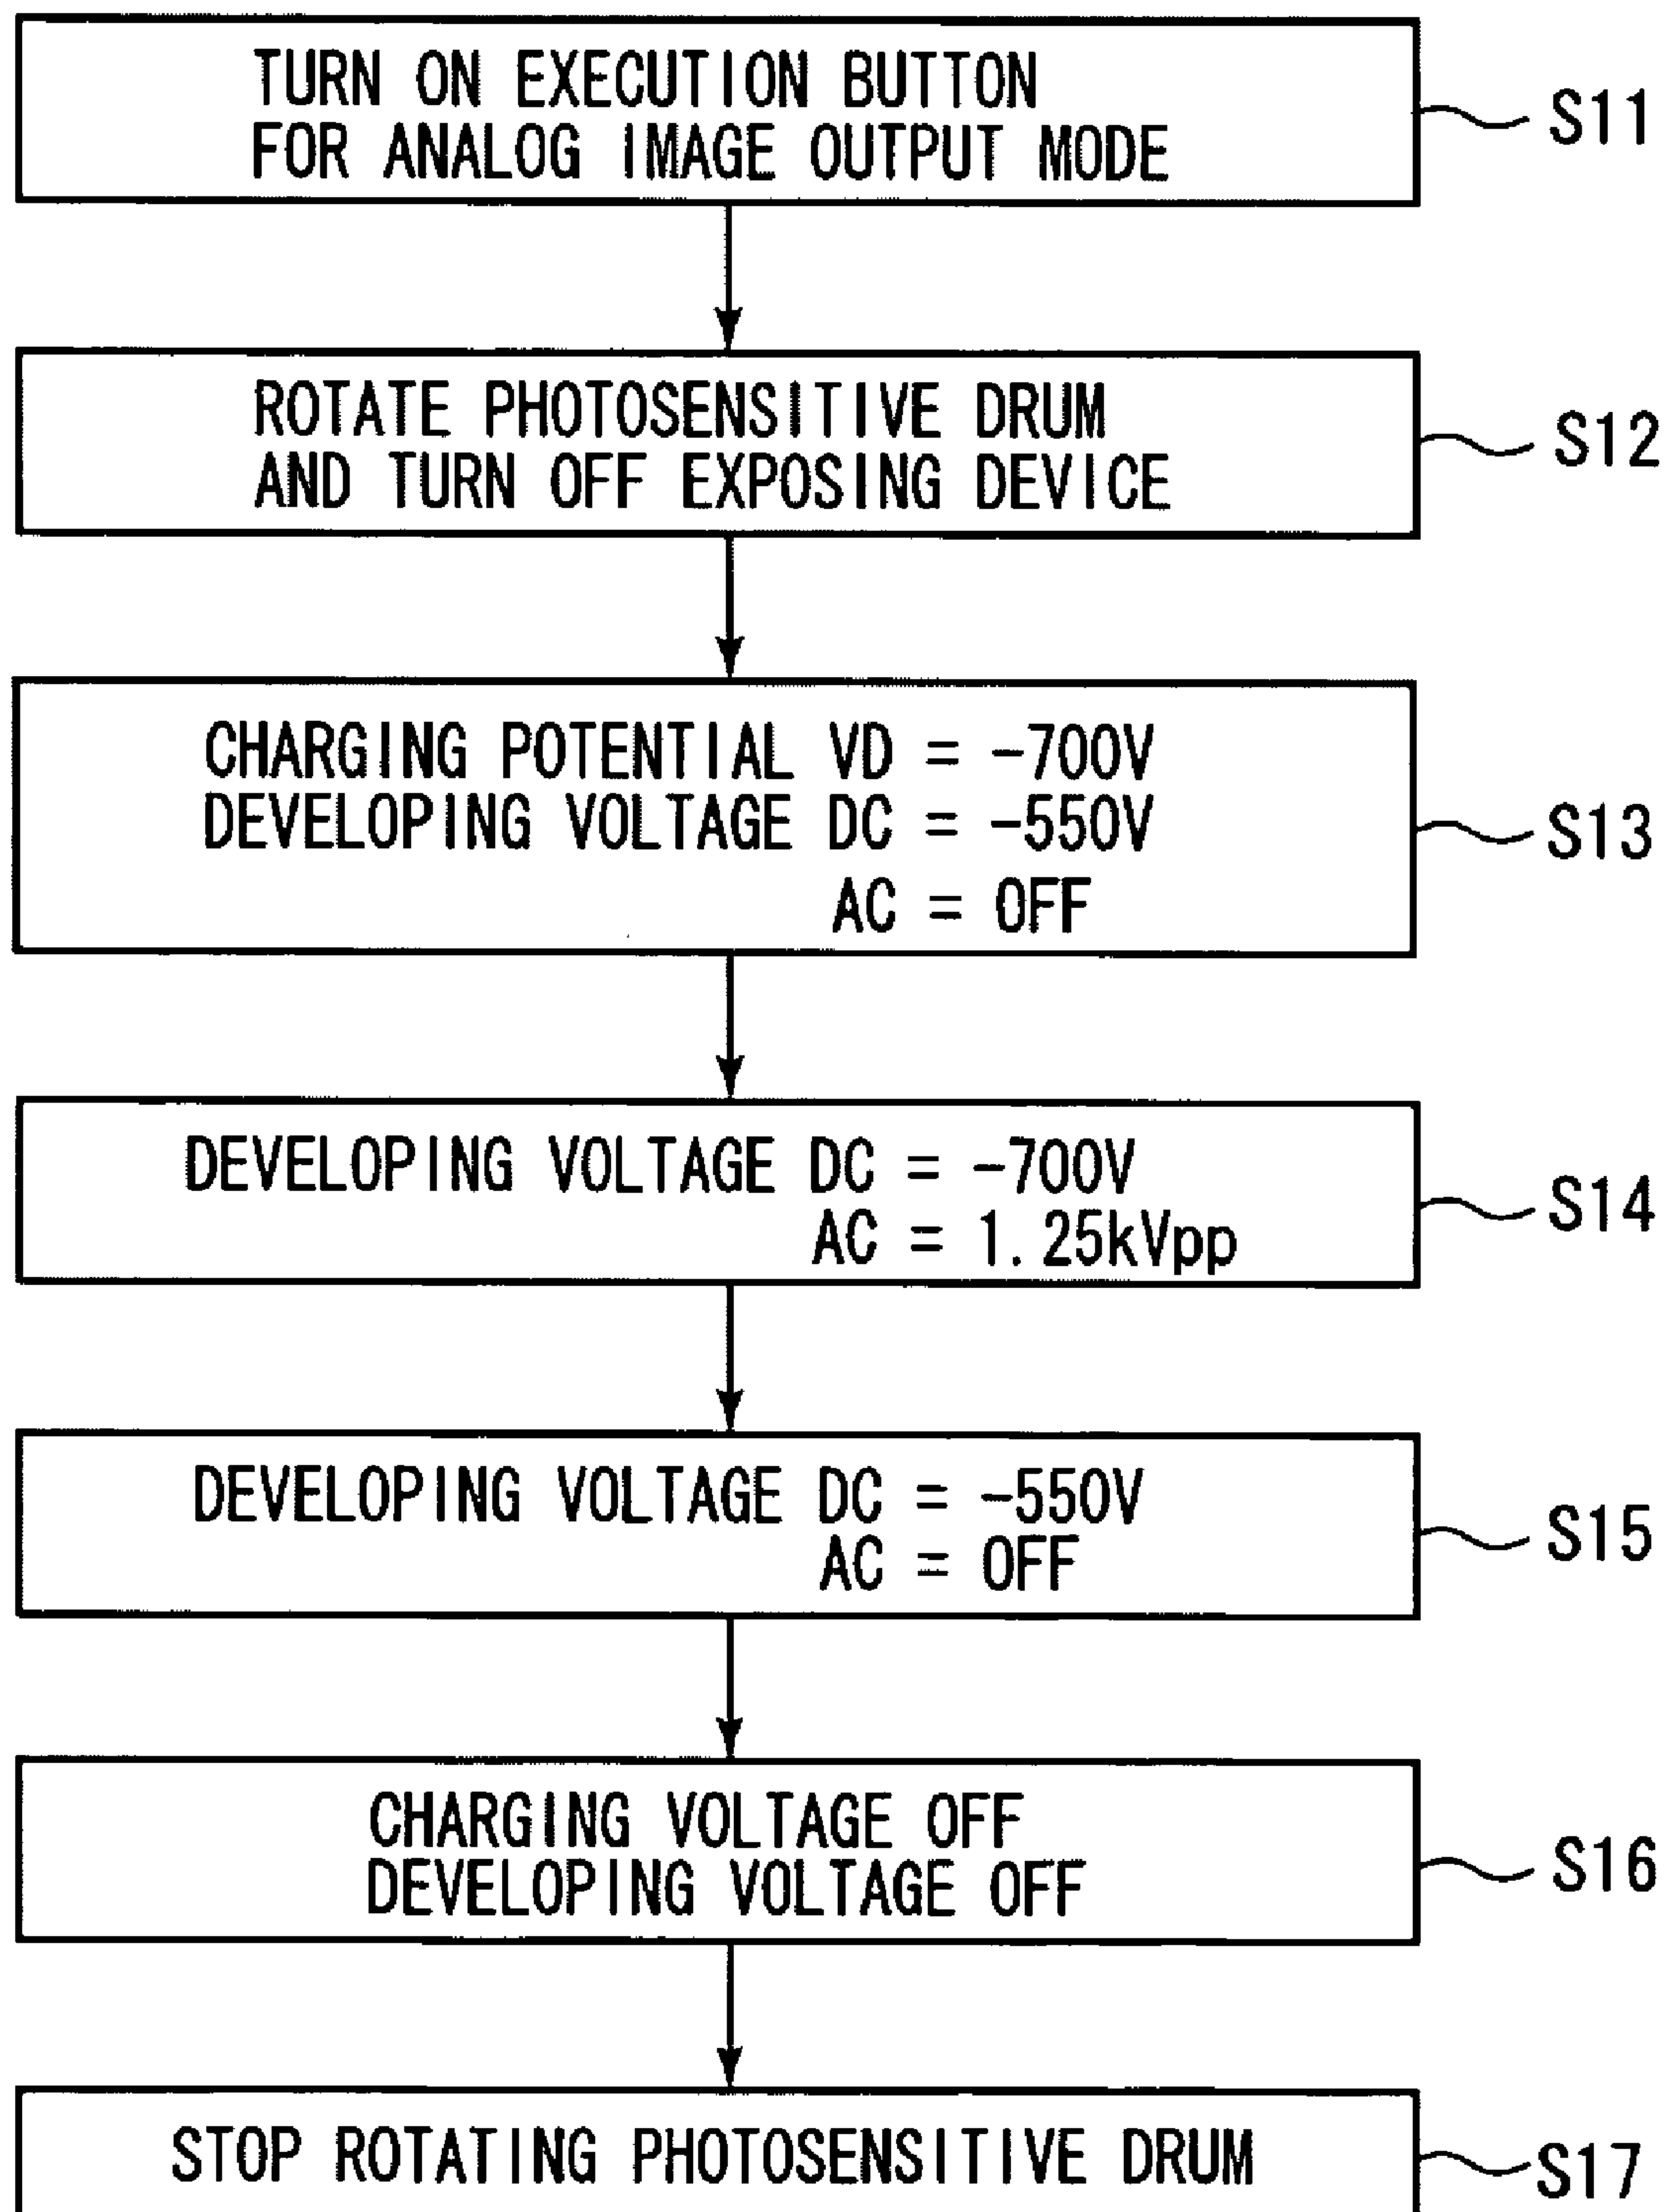 TURN ON EXECUTION BUTTON
FOR ANALOG IMAGE OUTPUT MODE
S11
ROTATE PHOTOSENSITIVE DRUM
AND TURN OFF EXPOSING DEVICE
S12
CHARGING POTENTIAL VD = -700V
DEVELOPING VOLTAGE DC = -550V
AC = OFF
S13
DEVELOPING VOLTAGE DC = -700V
AC = 1.25kVpp
S14
DEVELOPING VOLTAGE DC = -550V
AC = OFF
S15
CHARGING VOLTAGE OFF
DEVELOPING VOLTAGE OFF
S16
STOP ROTATING PHOTOSENSITIVE DRUM
S17